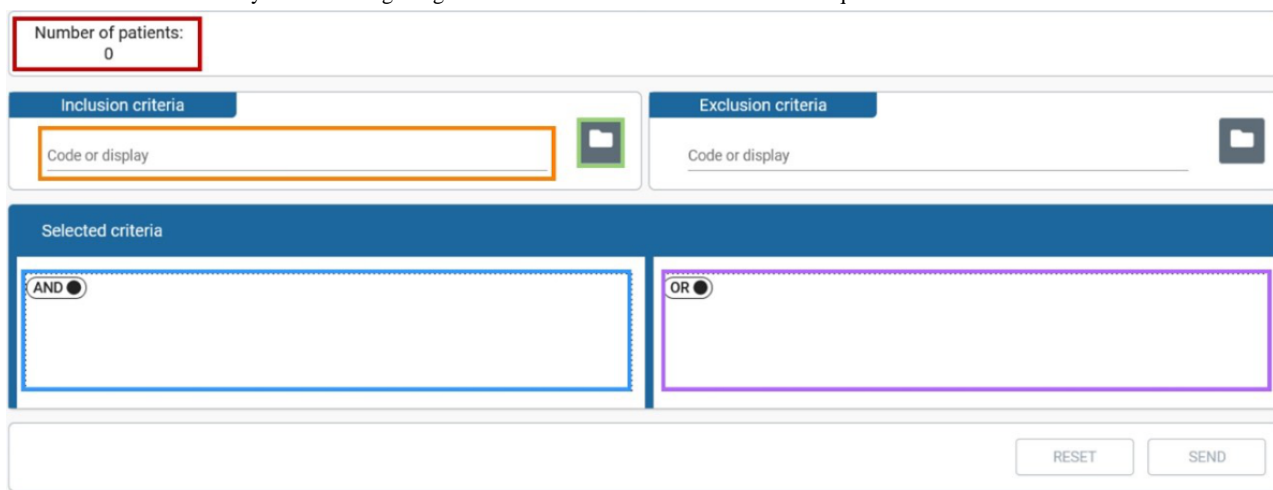 Number of patients:
0
Inclusion criteria
Exclusion criteria
Code or display
Code or display
Selected criteria
AND
OR
RESET
SEND